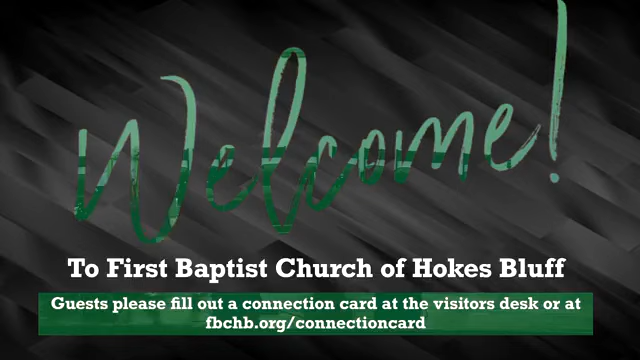 Welcome!
To First Baptist Church of Hokes Bluff
Guests please fill out a connection card at the visitors desk or at
fbchb.org/connectioncard